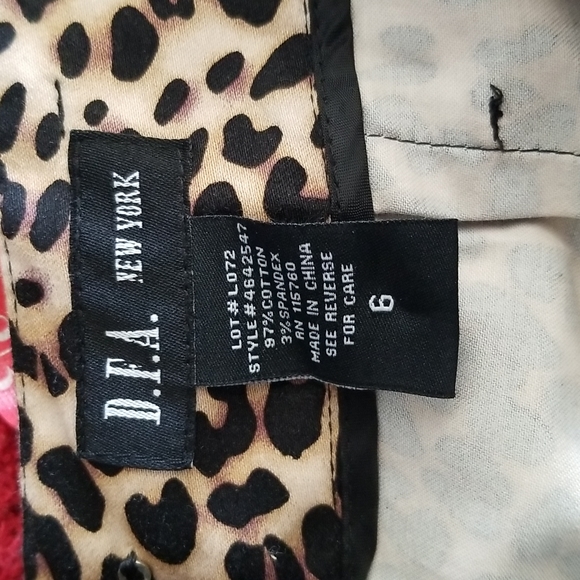 D.F.A. NEW YORK
LOT# L072
STYLE# 4642547
97% COTTON
3% SPANDEX
RN 115760
MADE IN CHINA
SEE REVERSE
FOR CARE
6